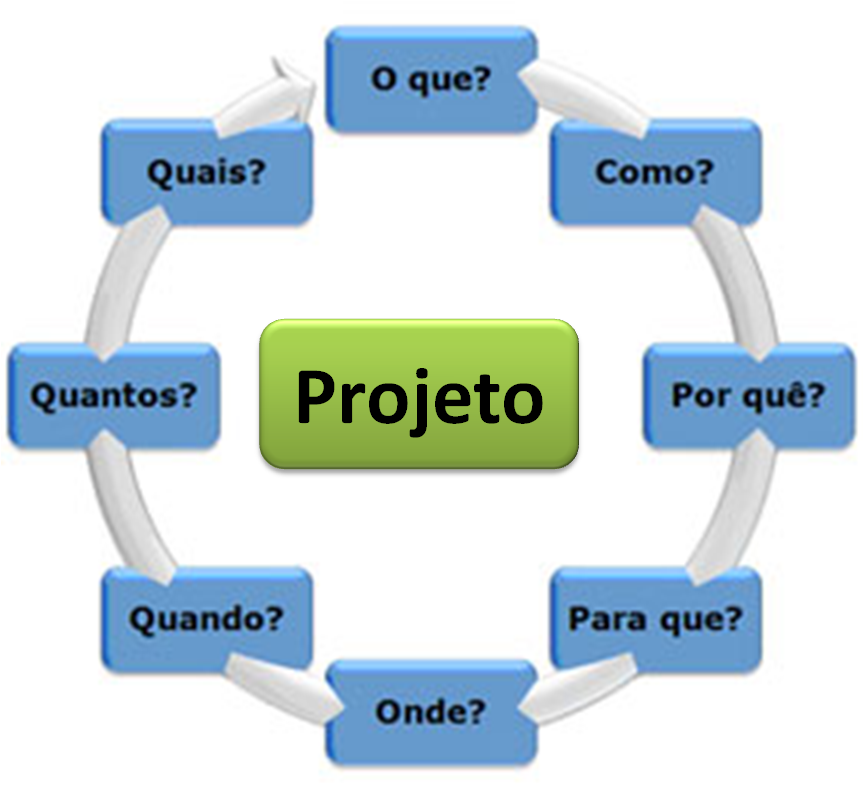 O que?
Como?
Por quê?
Para que?
Onde?
Quando?
Quantos?
Quais?
Projeto